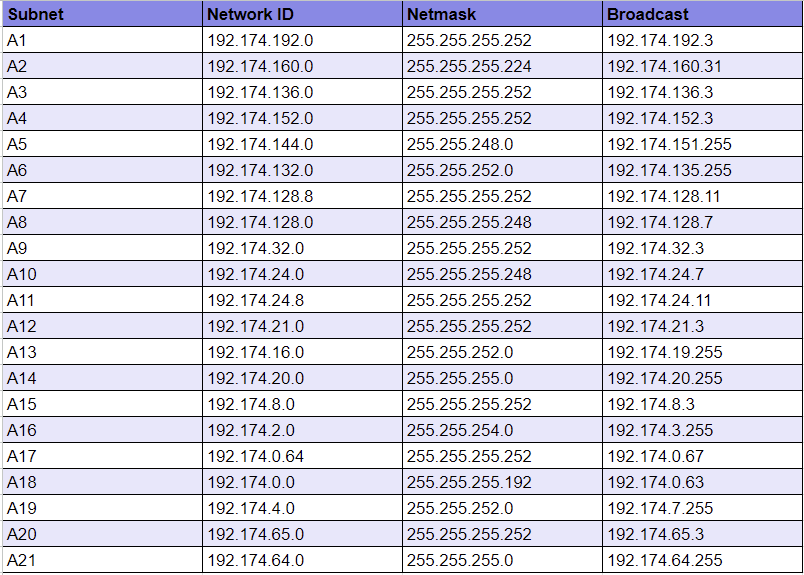 Subnet Network ID Netmask Broadcast
A1 192.174.192.0 255.255.255.252 192.174.192.3
A2 192.174.160.0 255.255.255.224 192.174.160.31
A3 192.174.136.0 255.255.255.252 192.174.136.3
A4 192.174.152.0 255.255.255.252 192.174.152.3
A5 192.174.144.0 255.255.248.0 192.174.151.255
A6 192.174.132.0 255.255.252.0 192.174.135.255
A7 192.174.128.8 255.255.255.252 192.174.128.11
A8 192.174.128.0 255.255.255.248 192.174.128.7
A9 192.174.32.0 255.255.255.252 192.174.32.3
A10 192.174.24.0 255.255.255.248 192.174.24.7
A11 192.174.24.8 255.255.255.252 192.174.24.11
A12 192.174.21.0 255.255.255.252 192.174.21.3
A13 192.174.16.0 255.255.252.0 192.174.19.255
A14 192.174.20.0 255.255.255.0 192.174.20.255
A15 192.174.8.0 255.255.255.252 192.174.8.3
A16 192.174.2.0 255.255.254.0 192.174.3.255
A17 192.174.0.64 255.255.255.252 192.174.0.67
A18 192.174.0.0 255.255.255.192 192.174.0.63
A19 192.174.4.0 255.255.252.0 192.174.7.255
A20 192.174.65.0 255.255.255.252 192.174.65.3
A21 192.174.64.0 255.255.255.0 192.174.64.255